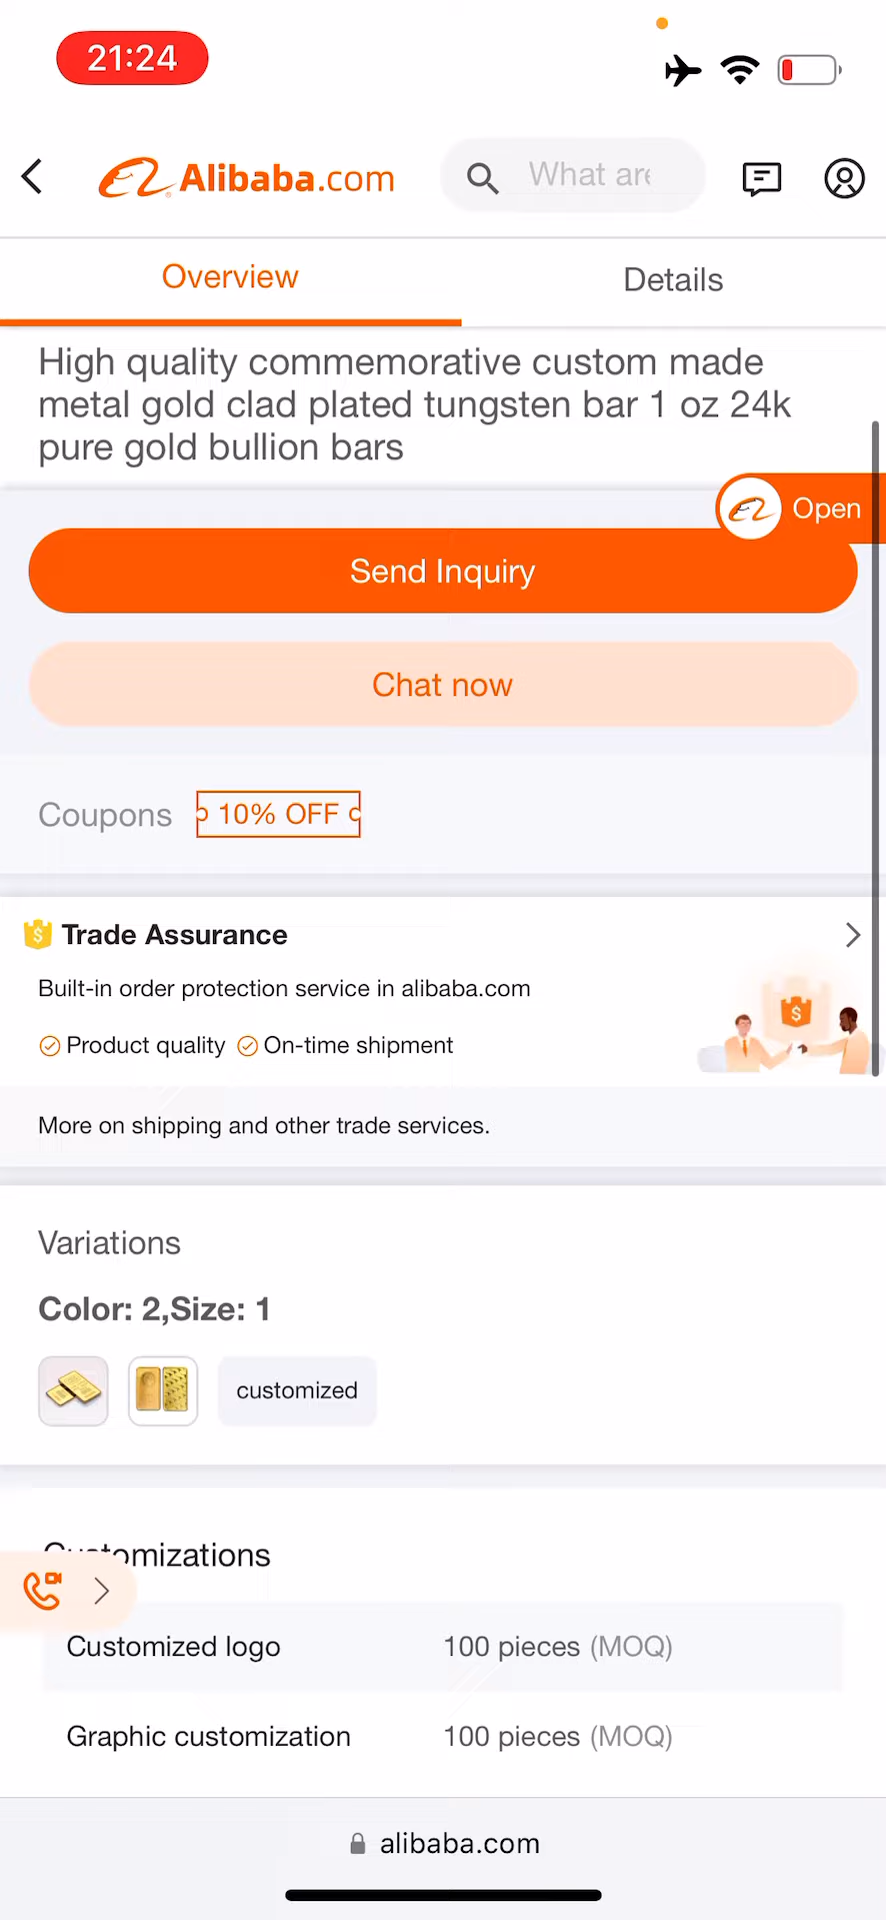 21:24
Alibaba.com
What are
Overview
Details
High quality commemorative custom made
metal gold clad plated tungsten bar 1 oz 24k
pure gold bullion bars
Open
Send Inquiry
Chat now
Coupons
10% OFF
Trade Assurance
Built-in order protection service in alibaba.com
Product quality
On-time shipment
More on shipping and other trade services.
Variations
Color: 2,Size: 1
customized
Customizations
Customized logo 100 pieces (MOQ)
Graphic customization 100 pieces (MOQ)
alibaba.com